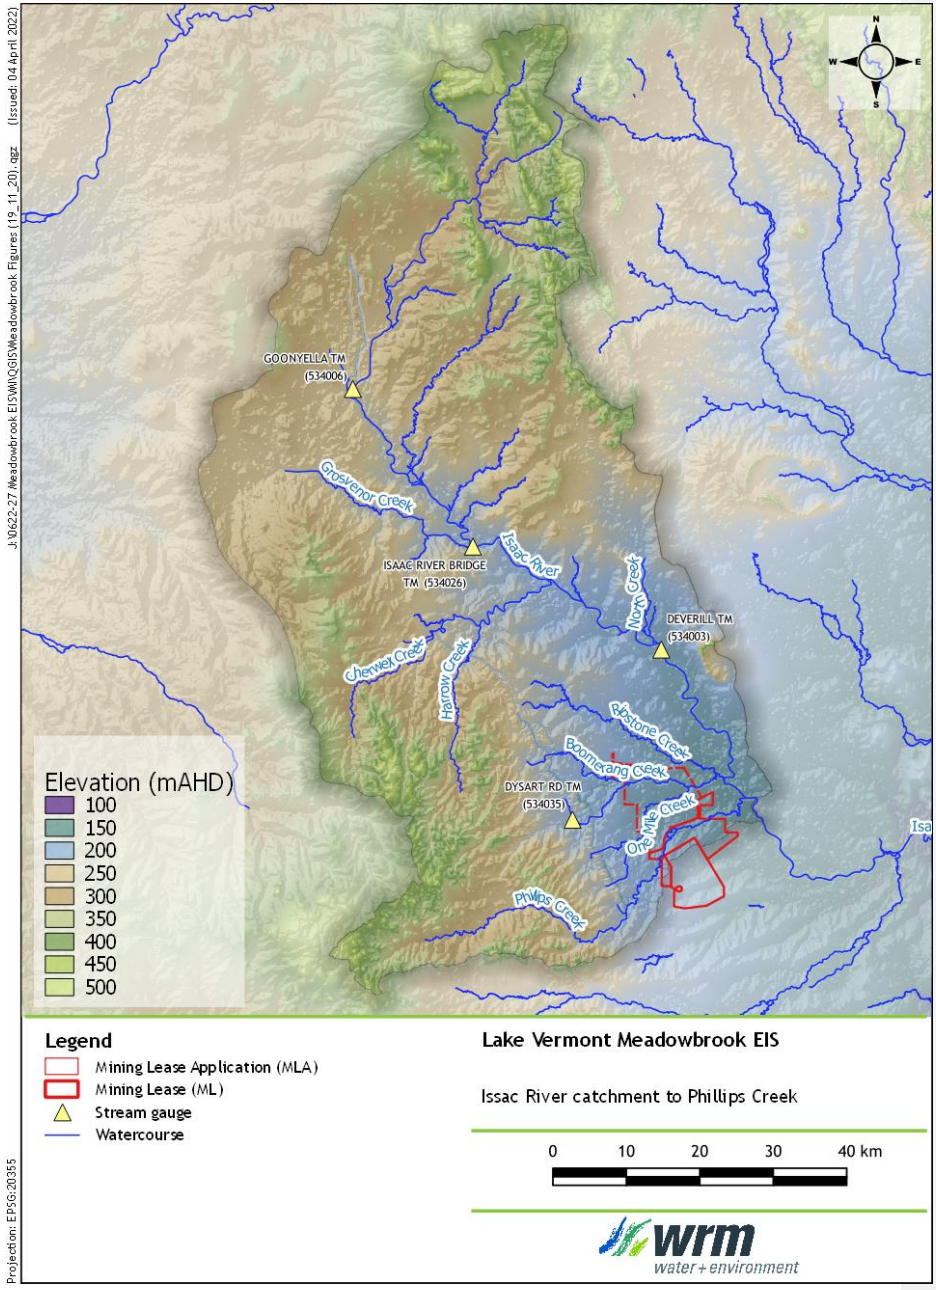 J:\0622-27 Meadowbrook EIS\WI\QGIS\Meadowbrook Figures (19_11_20).qgz (Issued: 04 April 2022)
N
W
E
S
GOONYELLA TM
(534006)
Grosvenor Creek
ISAAC RIVER BRIDGE
TM (534026)
Isaac River
North Creek
DEVERILL TM
(534003)
Cherwell Creek
Harrow Creek
Ripstone Creek
Boomerang Creek
DYSART RD TM
(534035)
One Mile Creek
Isa
Phillips Creek
Elevation (mAHD)
100
150
200
250
300
350
400
450
500
Legend
Mining Lease Application (MLA)
Mining Lease (ML)
Stream gauge
Watercourse
Lake Vermont Meadowbrook EIS
Issac River catchment to Phillips Creek
0 10 20 30 40 km
wrm
water+environment
Projection: EPSG:20355